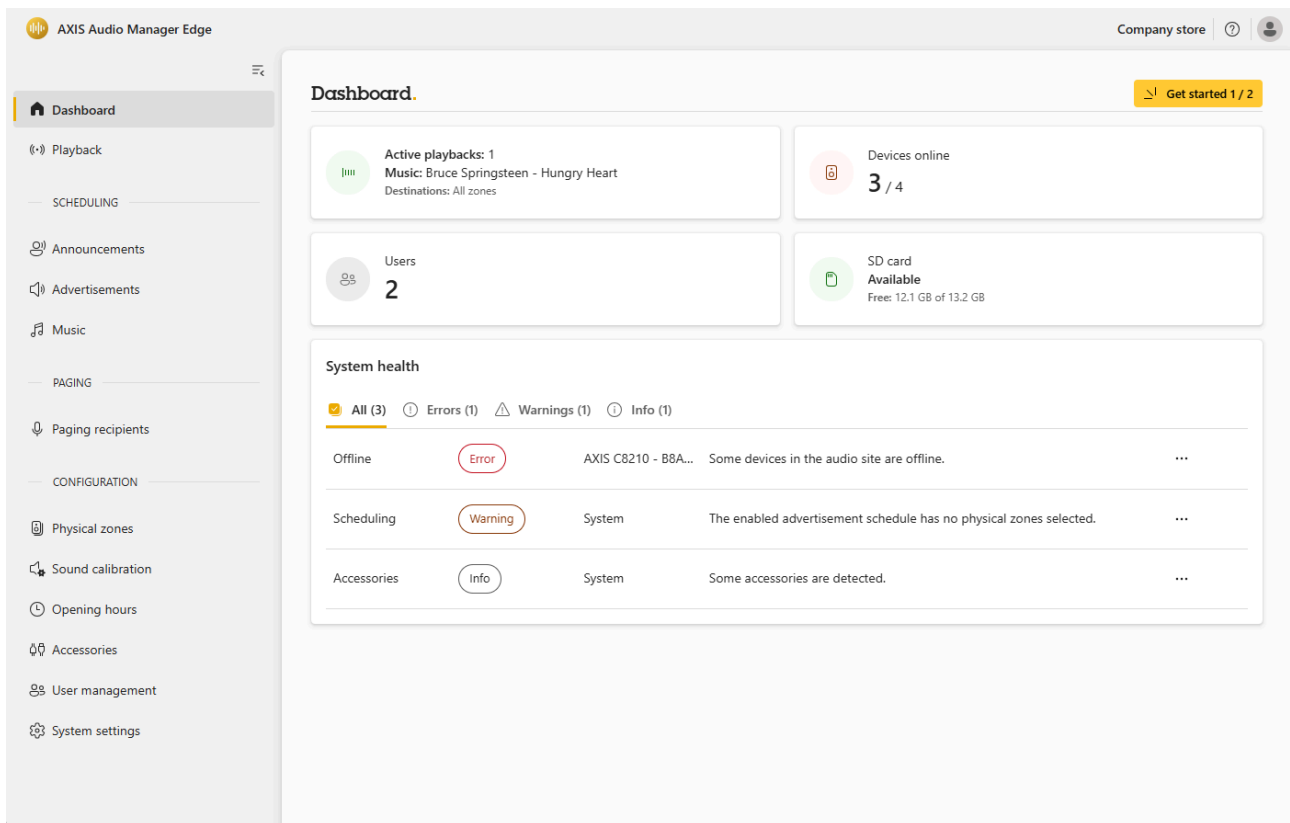 AXIS Audio Manager Edge
Company store
Dashboard
Playback
SCHEDULING
Announcements
Advertisements
Music
PAGING
Paging recipients
CONFIGURATION
Physical zones
Sound calibration
Opening hours
Accessories
User management
System settings
Dashboard.
Get started 1 / 2
Active playbacks: 1
Music: Bruce Springsteen - Hungry Heart
Destinations: All zones
Devices online
3 / 4
Users
2
SD card
Available
Free: 12.1 GB of 13.2 GB
System health
All (3) Errors (1) Warnings (1) Info (1)
Offline Error AXIS C8210 - B8A... Some devices in the audio site are offline. ...
Scheduling Warning System The enabled advertisement schedule has no physical zones selected. ...
Accessories Info System Some accessories are detected. ...